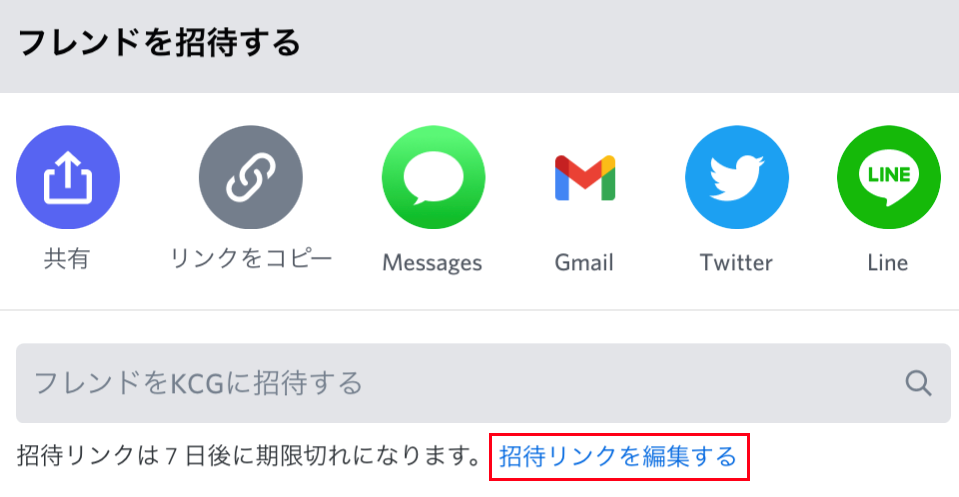 フレンドを招待する
LINE
共有 リンクをコピー Messages Gmail Twitter Line
フレンドをKCGに招待する
招待リンクは 7 日後に期限切れになります。 招待リンクを編集する